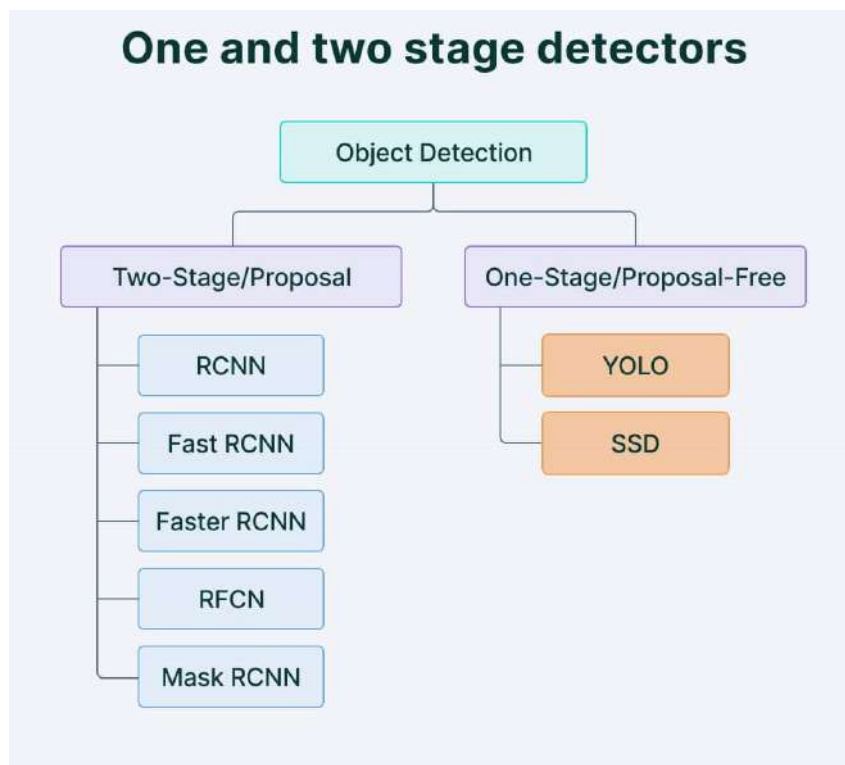 One and two stage detectors
Object Detection
Two-Stage/Proposal
RCNN
Fast RCNN
Faster RCNN
RFCN
Mask RCNN
One-Stage/Proposal-Free
YOLO
SSD